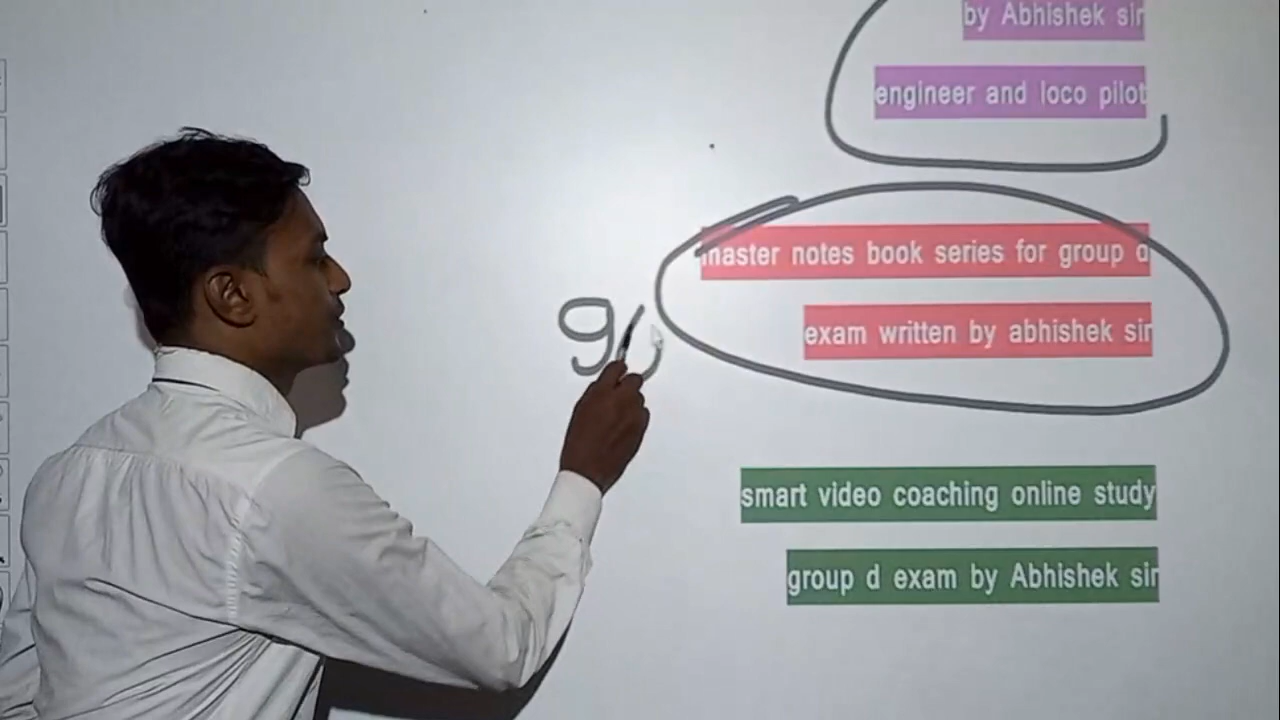 by Abhishek sir
engineer and loco pilot
master notes book series for group d
exam written by abhishek sir
smart video coaching online study
group d exam by Abhishek sir